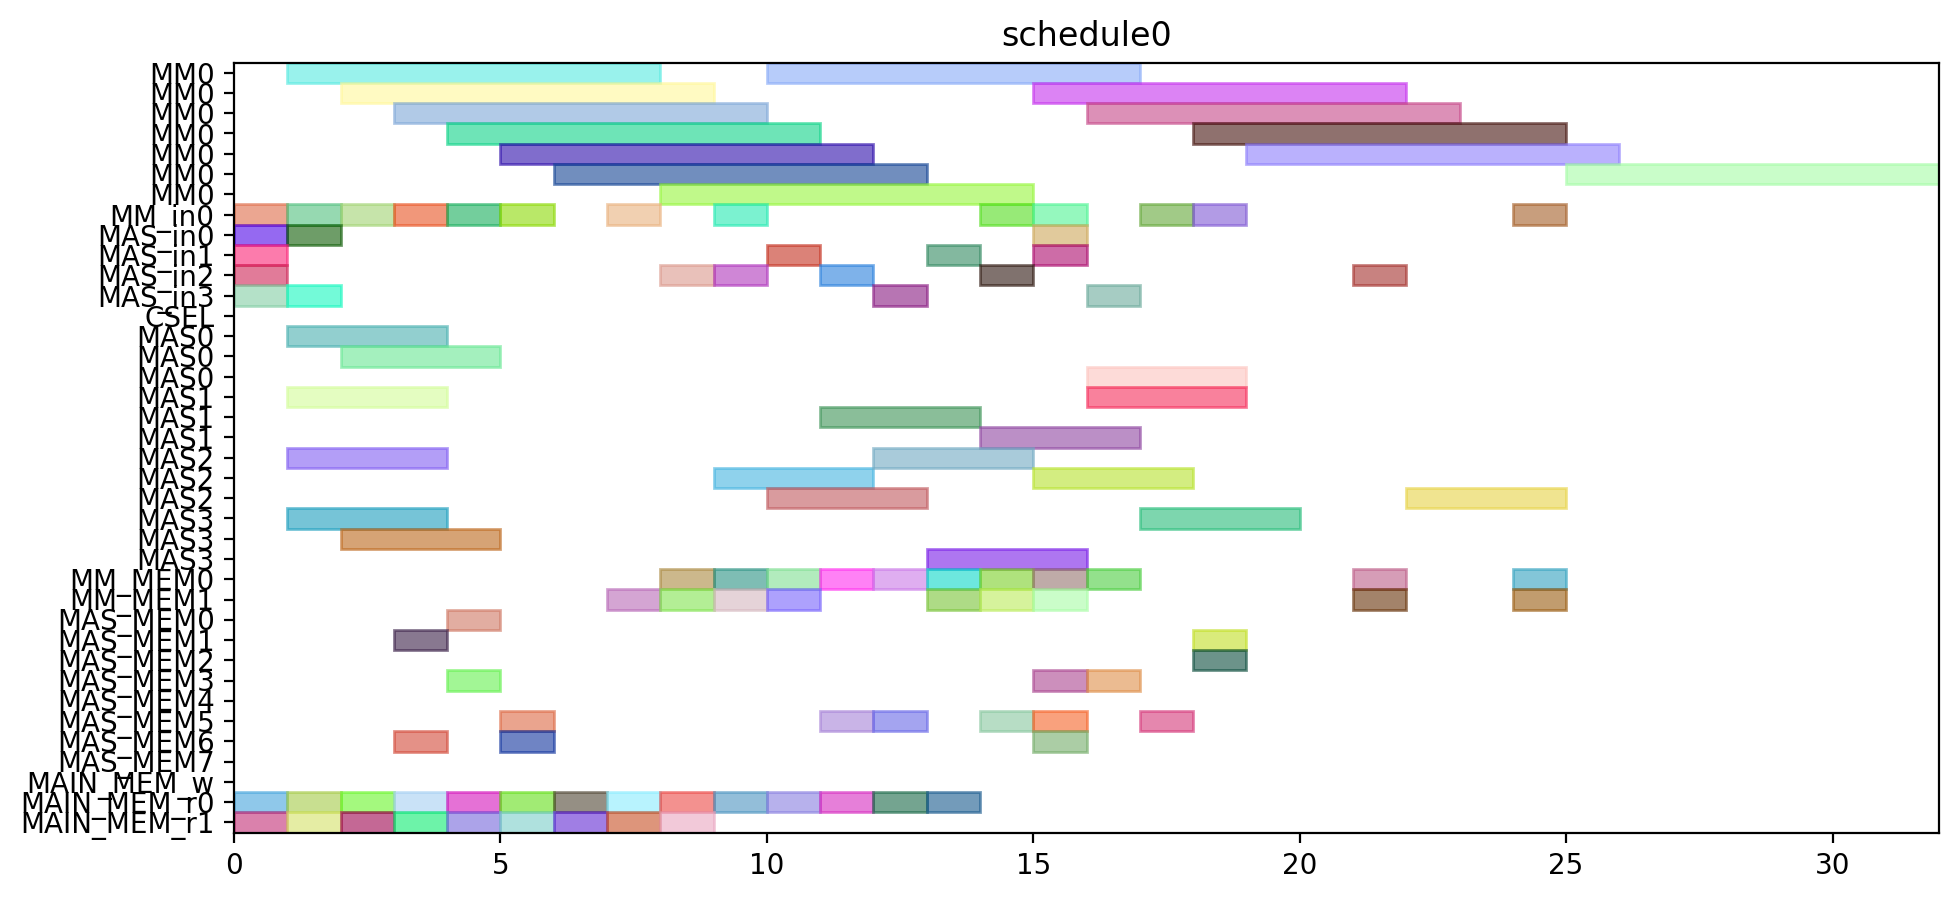 schedule0
MM0
MM0
MM0
MM0
MM0
MM0
MM0
MM_in0
MAS_in0
MAS_in1
MAS_in2
MAS_in3
CSEL
MAS0
MAS0
MAS0
MAS1
MAS1
MAS1
MAS2
MAS2
MAS2
MAS3
MAS3
MAS3
MM_MEM0
MM_MEM1
MAS_MEM0
MAS_MEM1
MAS_MEM2
MAS_MEM3
MAS_MEM4
MAS_MEM5
MAS_MEM6
MAS_MEM7
MAIN_MEM_w
MAIN_MEM_r0
MAIN_MEM_r1
0 5 10 15 20 25 30